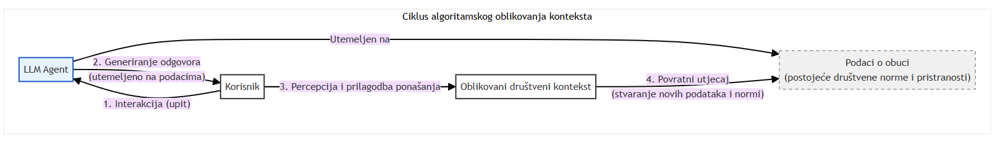 Ciklus algoritamskog oblikovanja konteksta
Utemeljen na
LLM Agent
2. Generiranje odgovora
(utemeljeno na podacima)
1. Interakcija (upit)
Korisnik
3. Percepcija i prilagodba ponašanja
Oblikovani društveni kontekst
4. Povratni utjecaj
(stvaranje novih podataka i normi)
Podaci o obuci
(postojeće društvene norme i pristranosti)